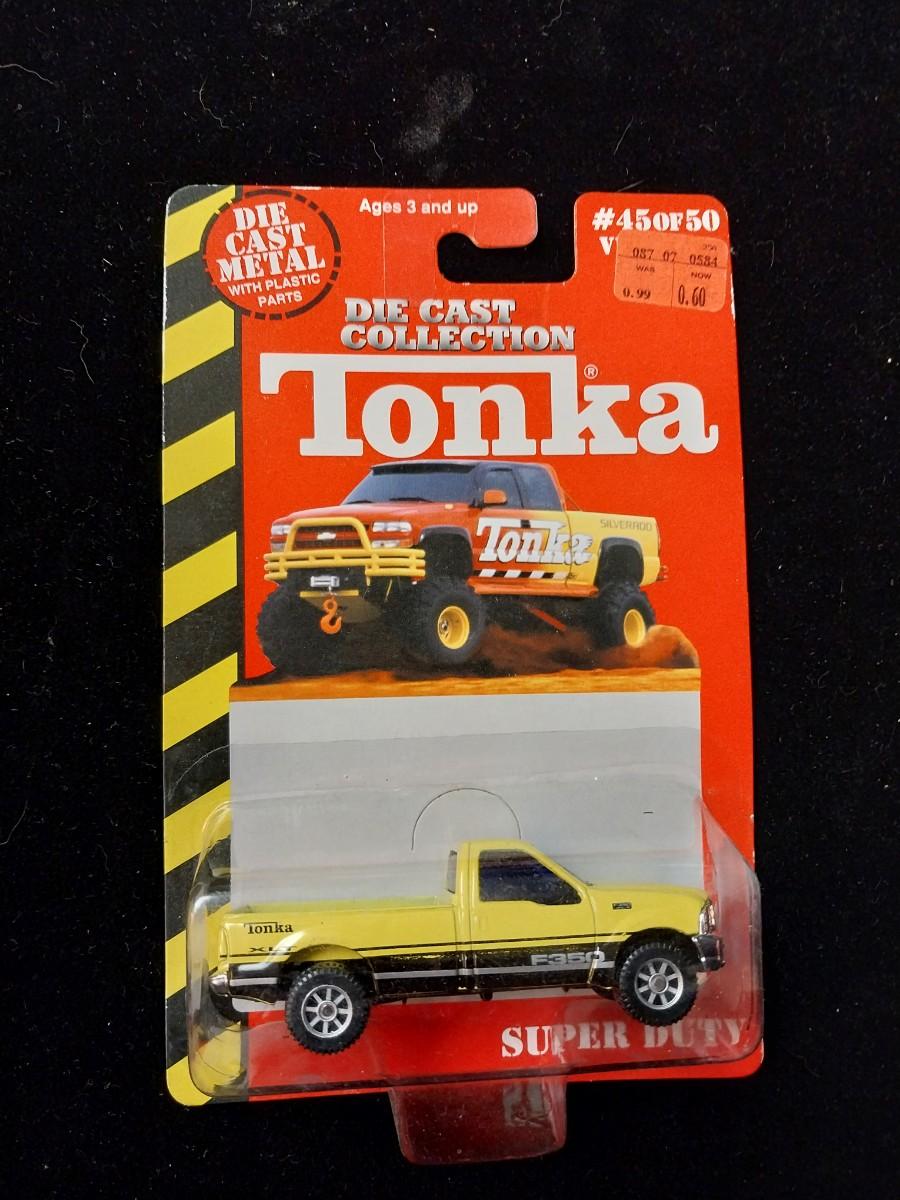 DIE
CAST
METAL
WITH PLASTIC
PARTS
Ages 3 and up
#45OF50
087 07 0584
WAS NOW
0.99 0.60
DIE CAST
COLLECTION
Tonka®
SILVERADO
Tonka
Tonka
XLT
F350
SUPER DUTY